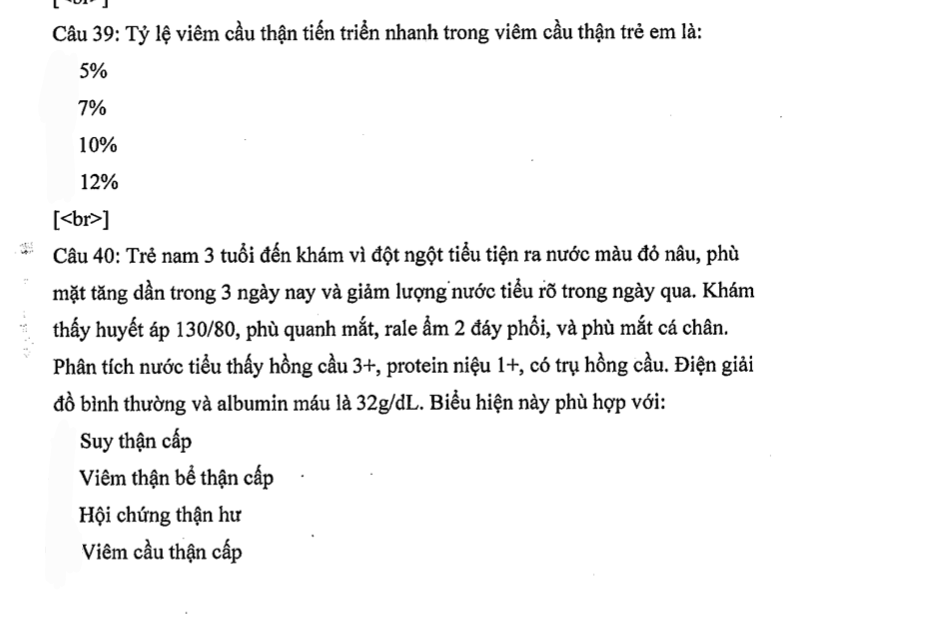 [<br>]
Câu 39: Tỷ lệ viêm cầu thận tiến triển nhanh trong viêm cầu thận trẻ em là:
5%
7%
10%
12%
[<br>]
Câu 40: Trẻ nam 3 tuổi đến khám vì đột ngột tiểu tiện ra nước màu đỏ nâu, phù
mặt tăng dần trong 3 ngày nay và giảm lượng nước tiểu rõ trong ngày qua. Khám
thấy huyết áp 130/80, phù quanh mắt, rale ẩm 2 đáy phổi, và phù mắt cá chân.
Phân tích nước tiểu thấy hồng cầu 3+, protein niệu 1+, có trụ hồng cầu. Điện giải
đồ bình thường và albumin máu là 32g/dL. Biểu hiện này phù hợp với:
Suy thận cấp
Viêm thận bể thận cấp
Hội chứng thận hư
Viêm cầu thận cấp